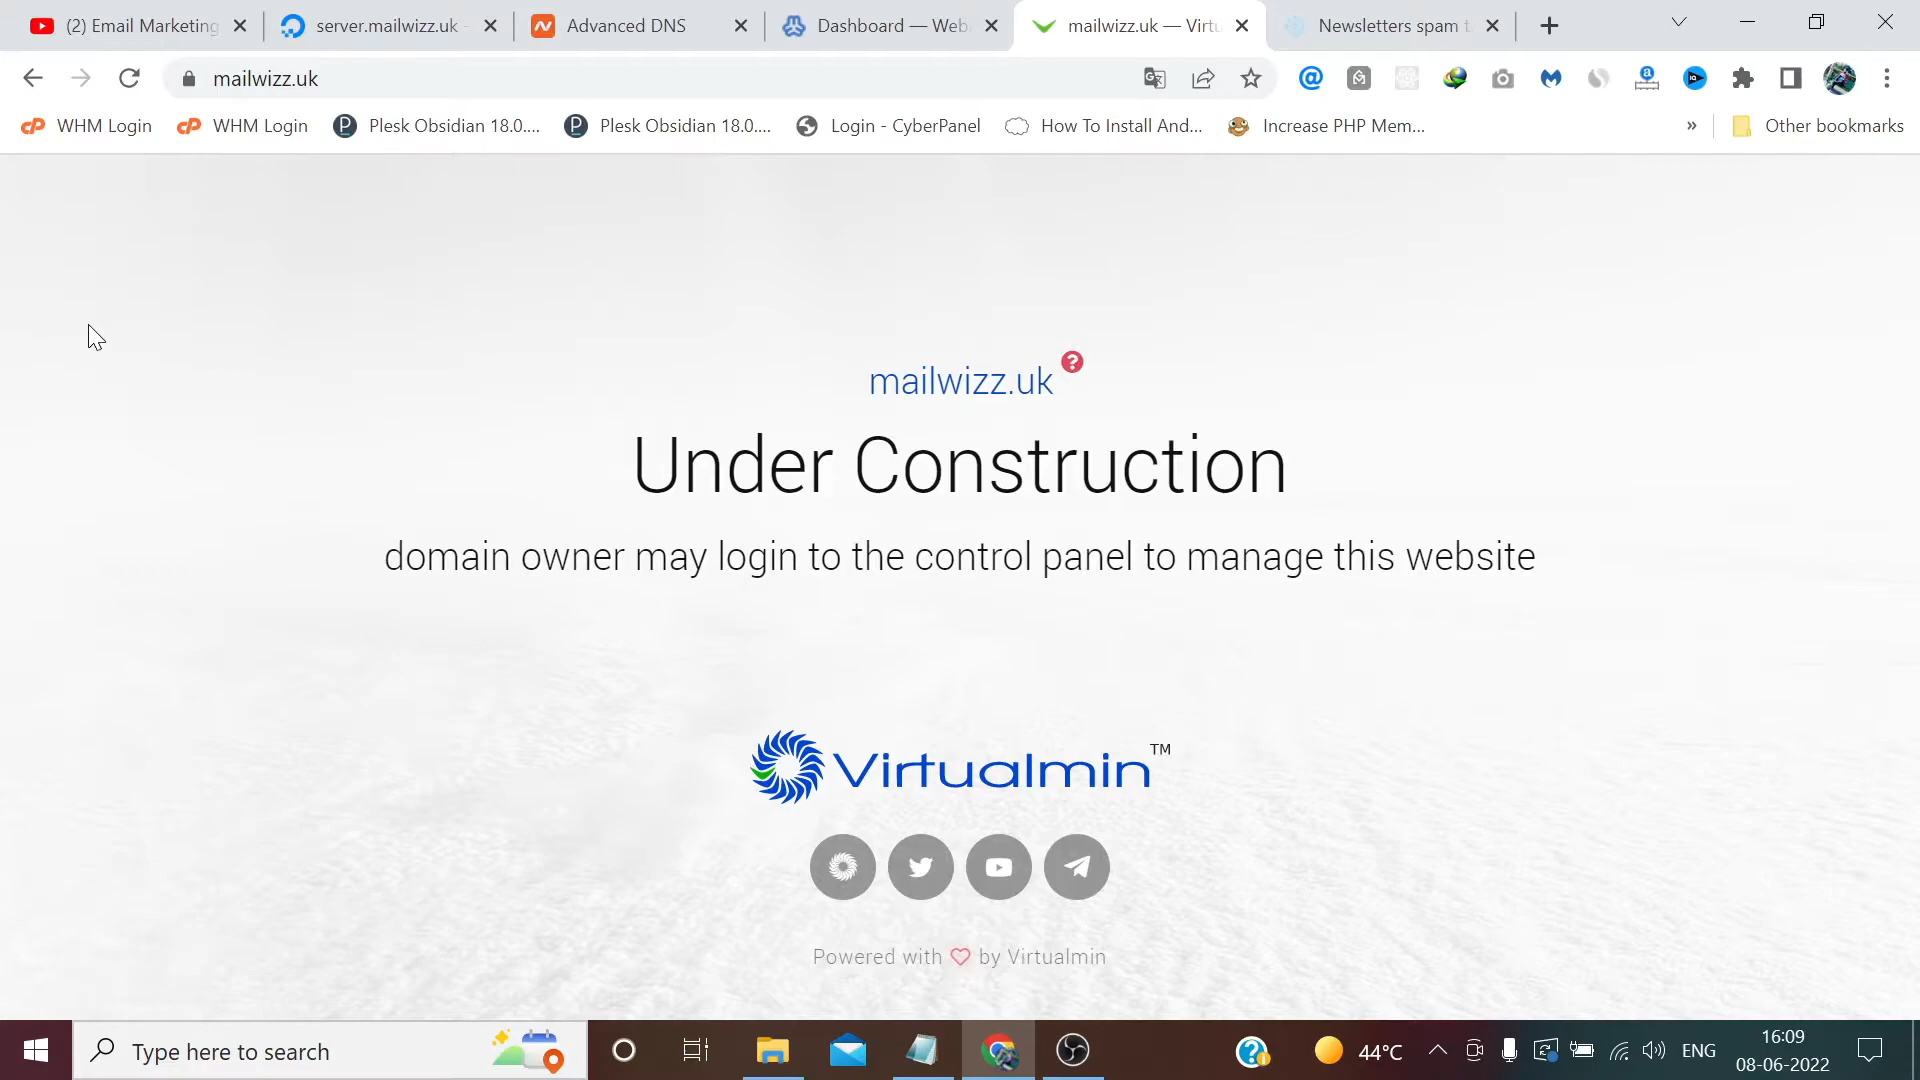 (2) Email Marketing
server.mailwizz.uk -
Advanced DNS
Dashboard — Web
mailwizz.uk — Virtu
Newsletters spam t
mailwizz.uk
WHM Login
WHM Login
Plesk Obsidian 18.0....
Plesk Obsidian 18.0....
Login - CyberPanel
How To Install And...
Increase PHP Mem...
»
Other bookmarks
mailwizz.uk ?
Under Construction
domain owner may login to the control panel to manage this website
Virtualmin TM
Powered with by Virtualmin
Type here to search
44°C
ENG
16:09
08-06-2022